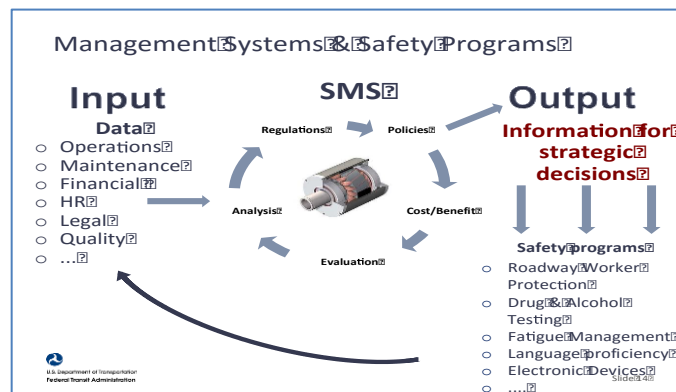 Management Systems & Safety Programs
Input
SMS
Output
Data
o Operations
o Maintenance
o Financial
o HR
o Legal
o Quality
o ...
Regulations
Policies
Analysis
Cost/Benefit
Evaluation
Information for
strategic
decisions
Safety programs
o Roadway Worker
Protection
o Drug & Alcohol
Testing
o Fatigue Management
o Language proficiency
o Electronic Devices
o ....
U.S. Department of Transportation
Federal Transit Administration
Slide 14